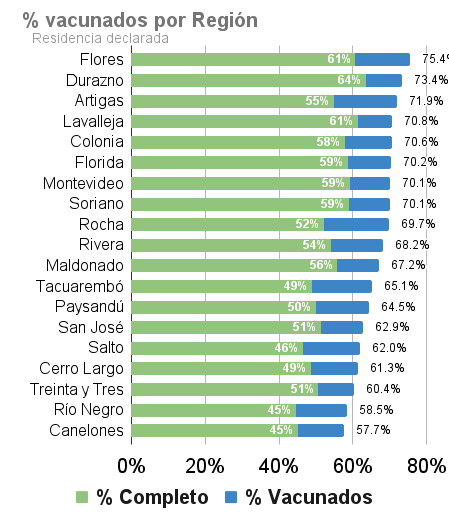 % vacunados por Región
Residencia declarada
Flores 61% 75.4%
Durazno 64% 73.4%
Artigas 55% 71.9%
Lavalleja 61% 70.8%
Colonia 58% 70.6%
Florida 59% 70.2%
Montevideo 59% 70.1%
Soriano 59% 70.1%
Rocha 52% 69.7%
Rivera 54% 68.2%
Maldonado 56% 67.2%
Tacuarembó 49% 65.1%
Paysandú 50% 64.5%
San José 51% 62.9%
Salto 46% 62.0%
Cerro Largo 49% 61.3%
Treinta y Tres 51% 60.4%
Río Negro 45% 58.5%
Canelones 45% 57.7%
0% 20% 40% 60% 80%
% Completo % Vacunados